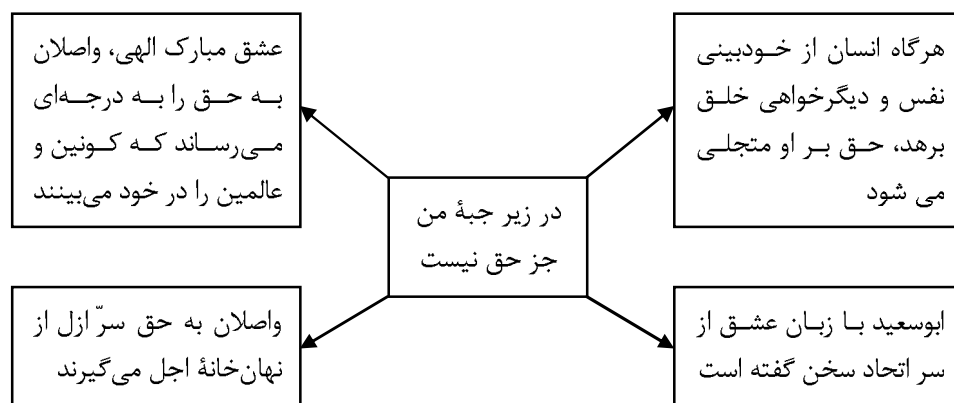 هرگاه انسان از خودبینی
نفس و دیگرخواهی خلق
برهد، حق بر او متجلی
می شود
عشق مبارک الهی، واصلان
به حق را به درجه‌ای
می‌رساند که کونین و
عالمین را در خود می‌بینند
در زیر جبۀ من
جز حق نیست
ابوسعید با زبان عشق از
سر اتحاد سخن گفته است
واصلان به حق سرّ ازل از
نهان‌خانۀ اجل می‌گیرند